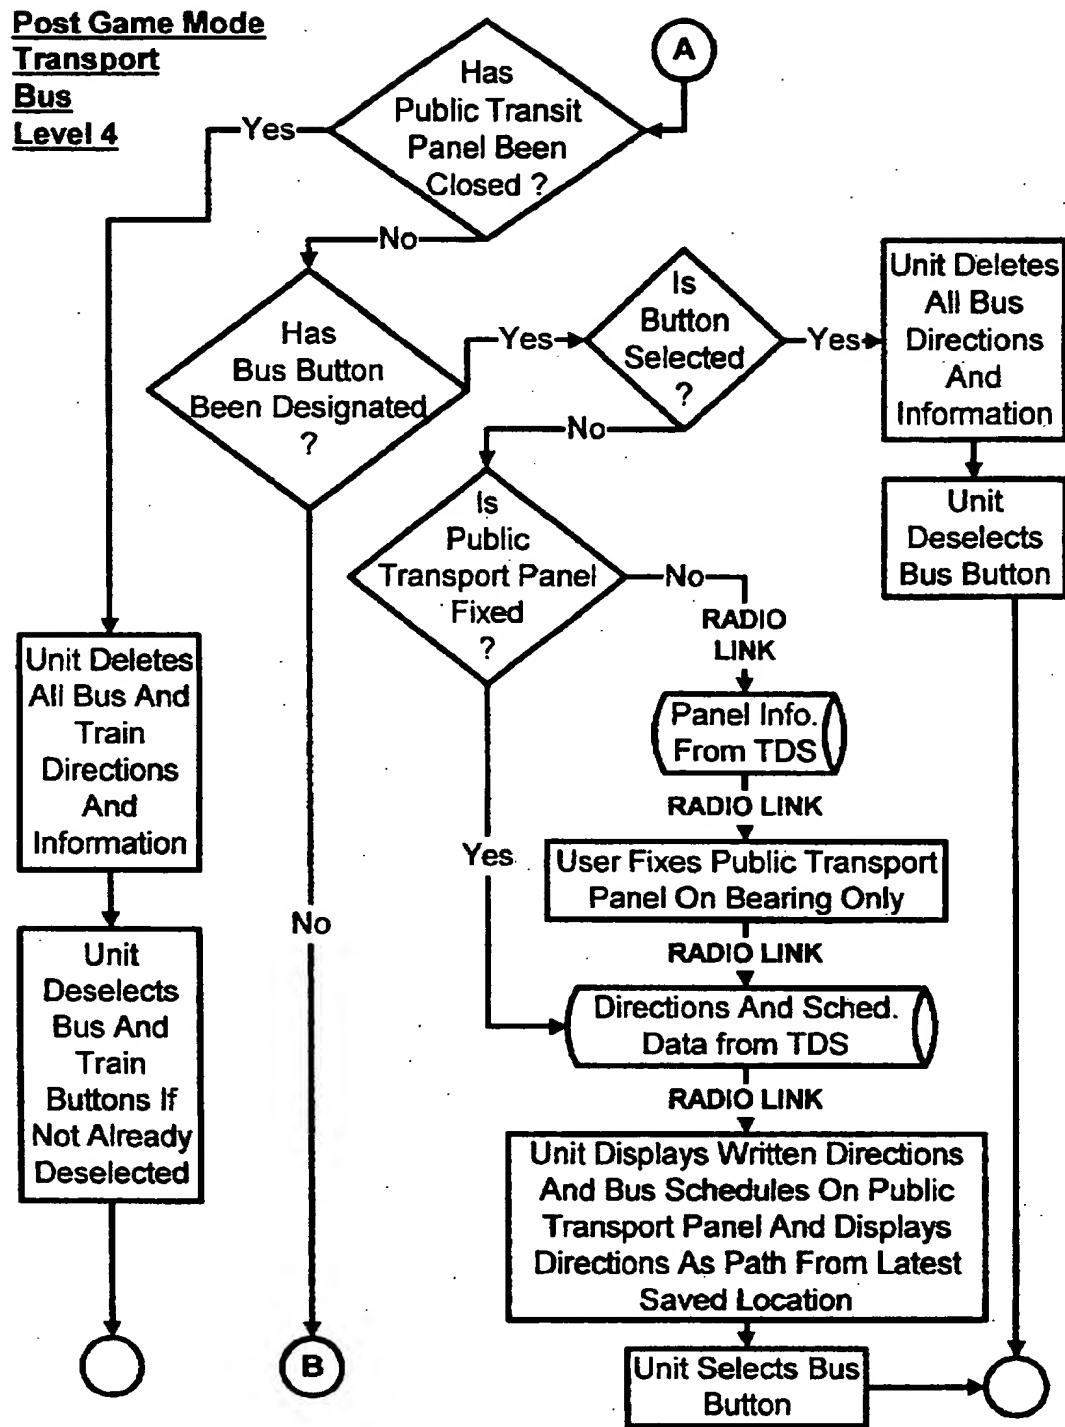 Post Game Mode
Transport
Bus
Level 4
A
Has
Public Transit
Panel Been
Closed ?
Yes
No
Has
Bus Button
Been Designated
?
Yes
Is
Button
Selected
?
Yes
Unit Deletes
All Bus
Directions
And
Information
No
Unit
Deselects
Bus Button
Is
Public
Transport Panel
Fixed
?
No
RADIO
LINK
Unit Deletes
All Bus And
Train
Directions
And
Information
Panel Info.
From TDS
RADIO LINK
Yes
User Fixes Public Transport
Panel On Bearing Only
No
RADIO LINK
Unit
Deselects
Bus And
Train
Buttons If
Not Already
Deselected
Directions And Sched.
Data from TDS
RADIO LINK
Unit Displays Written Directions
And Bus Schedules On Public
Transport Panel And Displays
Directions As Path From Latest
Saved Location
B
Unit Selects Bus
Button